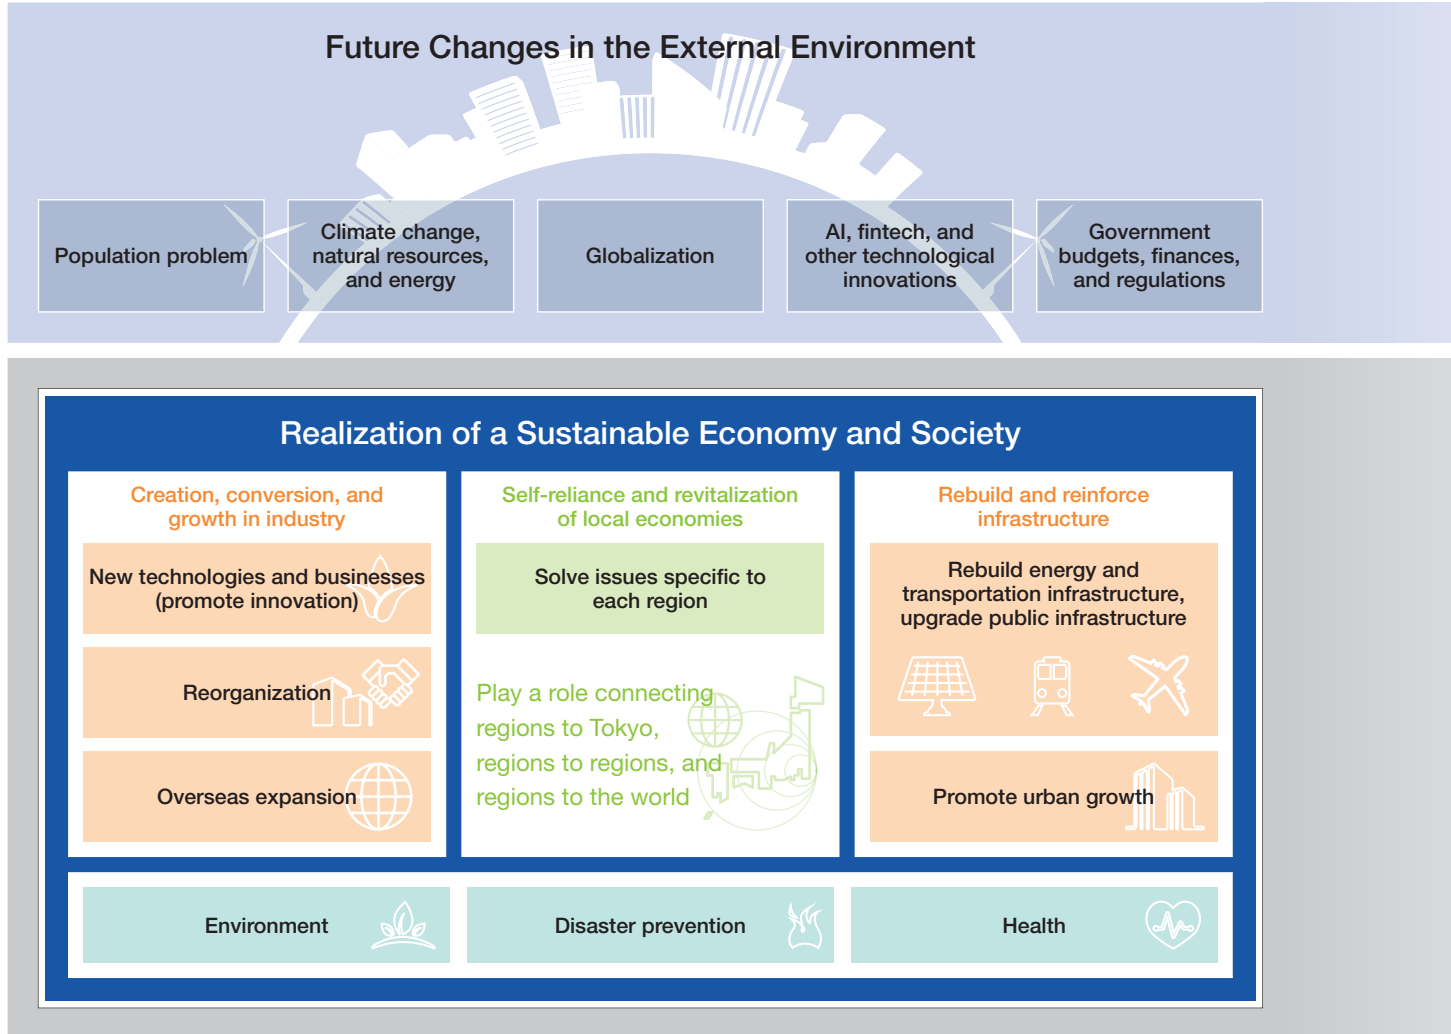 Future Changes in the External Environment
Population problem
Climate change,
natural resources,
and energy
Globalization
AI, fintech, and
other technological
innovations
Government
budgets, finances,
and regulations
Realization of a Sustainable Economy and Society
Creation, conversion, and
growth in industry
New technologies and businesses
(promote innovation)
Reorganization
Overseas expansion
Self-reliance and revitalization
of local economies
Solve issues specific to
each region
Play a role connecting
regions to Tokyo,
regions to regions, and
regions to the world
Rebuild and reinforce
infrastructure
Rebuild energy and
transportation infrastructure,
upgrade public infrastructure
Promote urban growth
Environment
Disaster prevention
Health